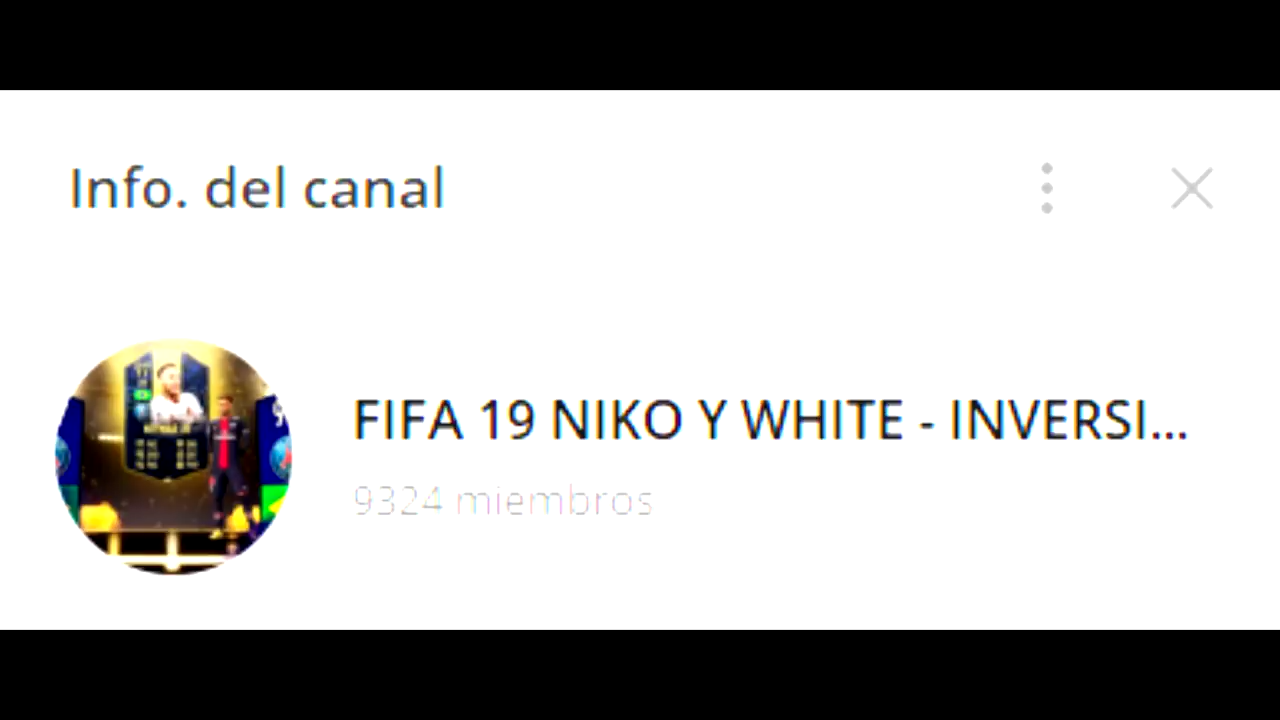 Info. del canal
FIFA 19 NIKO Y WHITE - INVERSI...
9324 miembros